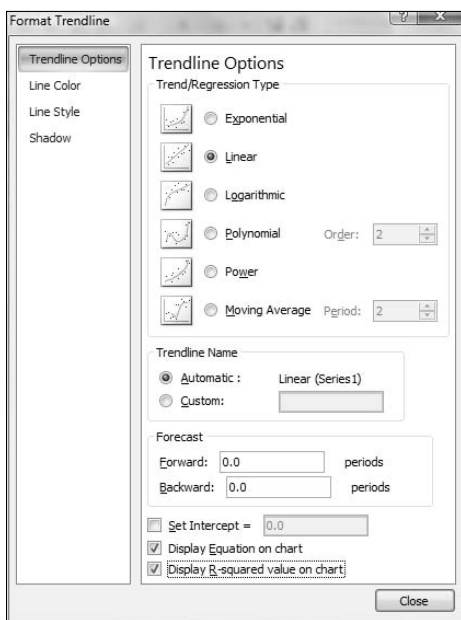 Format Trendline
? X
Trendline Options
Line Color
Line Style
Shadow
Trendline Options
Trend/Regression Type
Exponential
Linear
Logarithmic
Polynomial Order: 2
Power
Moving Average Period: 2
Trendline Name
Automatic : Linear (Series1)
Custom:
Forecast
Forward: 0.0 periods
Backward: 0.0 periods
Set Intercept = 0.0
Display Equation on chart
Display R-squared value on chart
Close